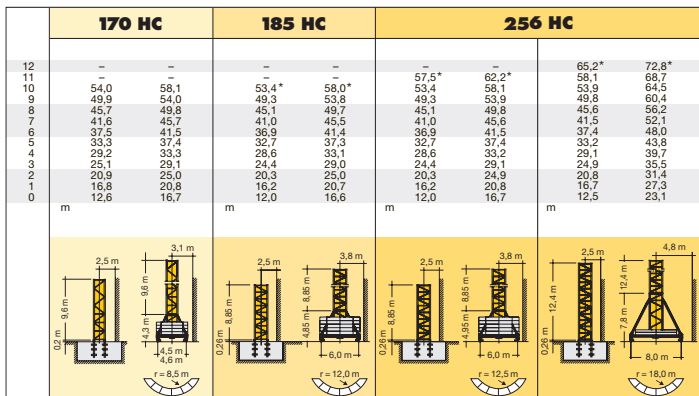 170 HC 185 HC 256 HC
12 – – – – – – 65,2* 72,8*
11 – – – – 57,5* 62,2* 58,1 68,7
10 54,0 58,1 53,4* 58,0* 53,4 58,1 53,9 64,5
9 49,9 54,0 49,3 53,8 49,3 53,9 49,8 60,4
8 45,7 49,8 45,1 49,7 45,1 49,8 45,6 56,2
7 41,6 45,7 41,0 45,5 41,0 45,6 41,5 52,1
6 37,5 41,5 36,9 41,4 36,9 41,5 37,4 48,0
5 33,3 37,4 32,7 37,3 32,7 37,4 33,2 43,8
4 29,2 33,3 28,6 33,1 28,6 33,2 29,1 39,7
3 25,1 29,1 24,4 29,0 24,4 29,1 24,9 35,5
2 20,9 25,0 20,3 25,0 20,3 24,9 20,8 31,4
1 16,8 20,8 16,2 20,7 16,2 20,8 16,7 27,3
0 12,6 16,7 12,0 16,6 12,0 16,7 12,5 23,1
m m m m
2,5 m 3,1 m 2,5 m 3,8 m 2,5 m 3,8 m 2,5 m 4,8 m
9,6 m 9,6 m 8,85 m 8,85 m 8,85 m 8,85 m 12,4 m 12,4 m
0,2 m 4,3 m 0,26 m 4,85 m 0,26 m 4,95 m 0,26 m 7,8 m
4,5 m 6,0 m 6,0 m 8,0 m
4,6 m
r = 8,5 m r = 12,0 m r = 12,5 m r = 18,0 m